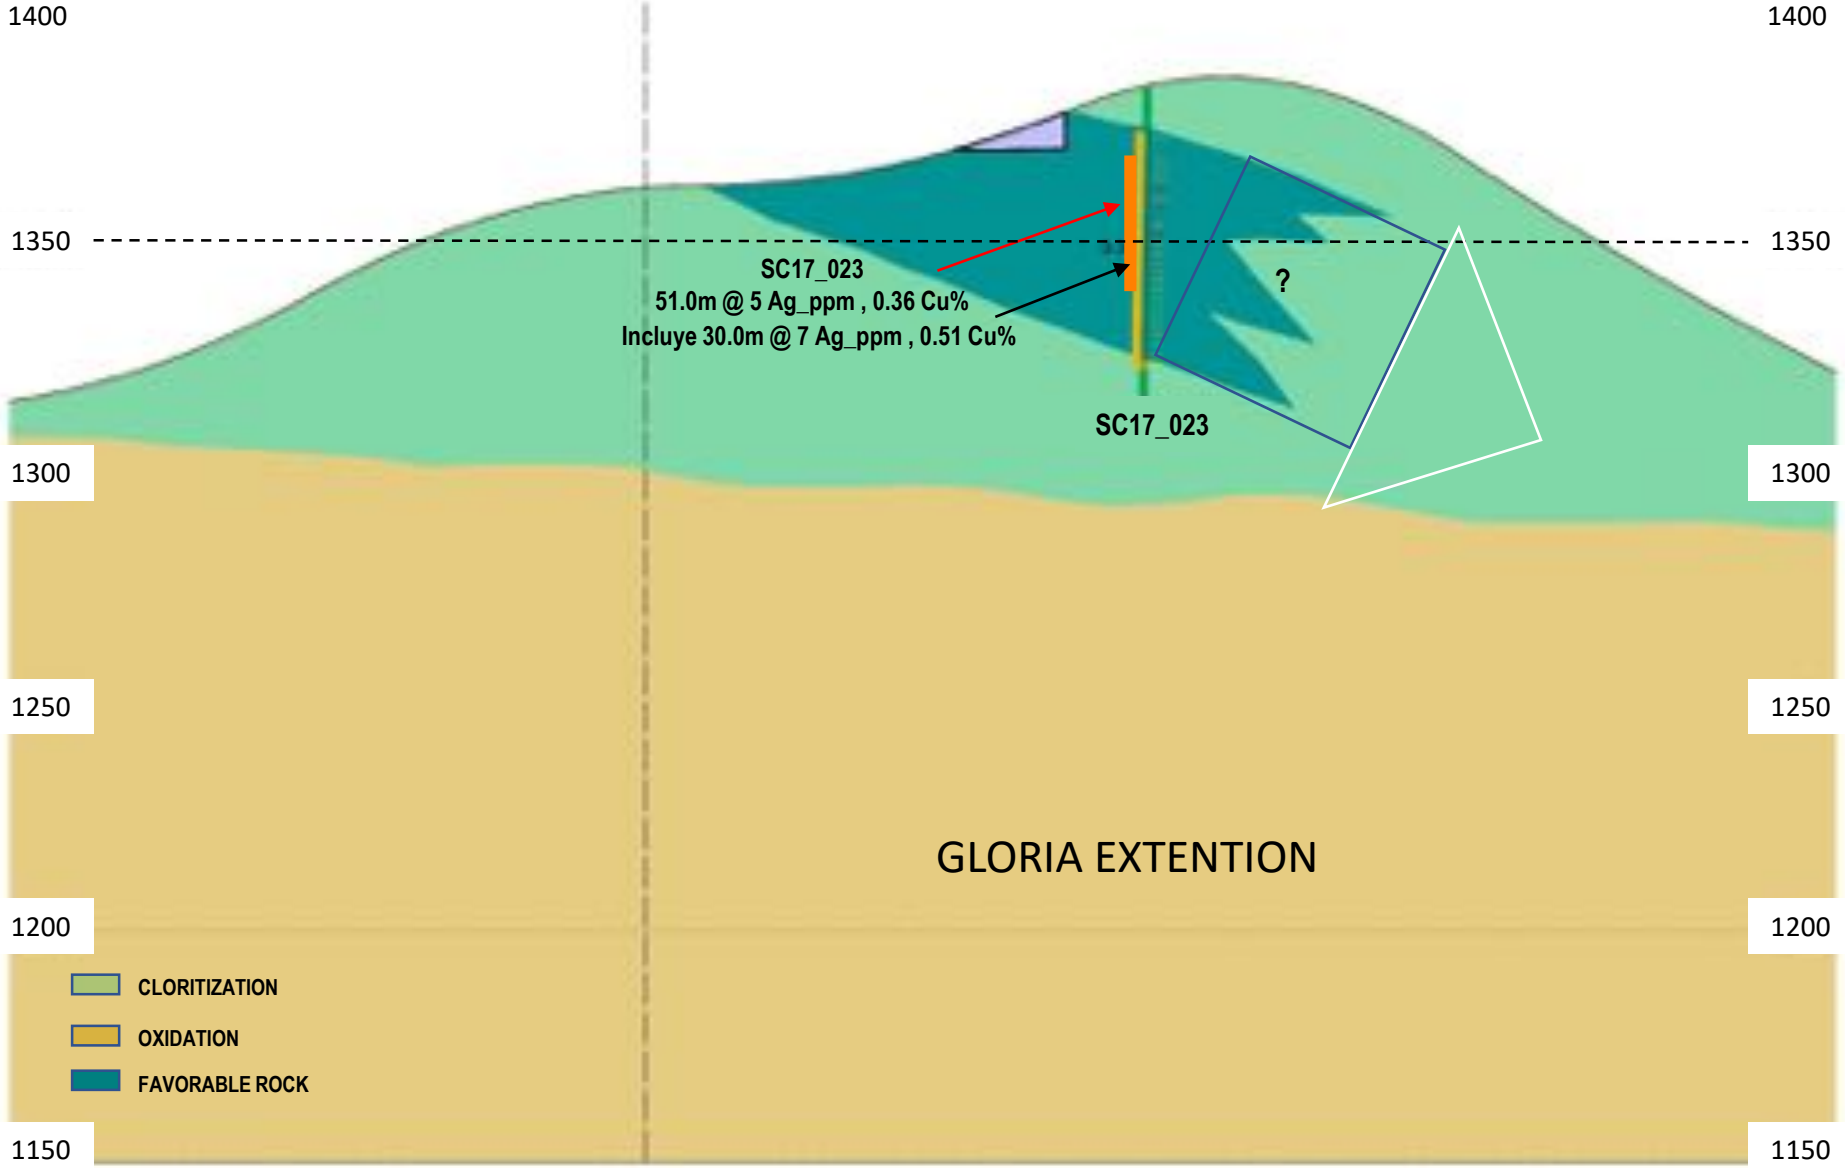 1400
1400
1350
1350
SC17_023
51.0m @ 5 Ag_ppm , 0.36 Cu%
Incluye 30.0m @ 7 Ag_ppm , 0.51 Cu%
?
SC17_023
1300
1300
1250
1250
GLORIA EXTENTION
1200
1200
CLORITIZATION
OXIDATION
FAVORABLE ROCK
1150
1150